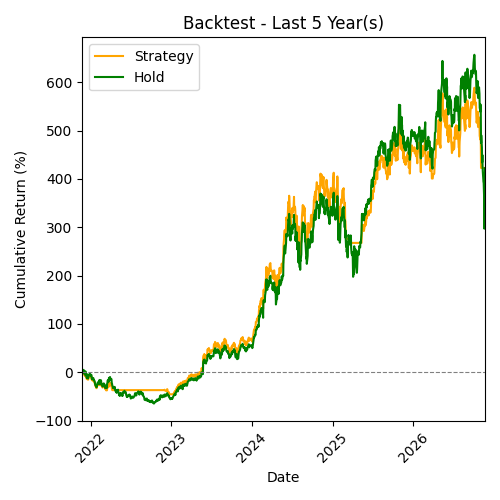 Backtest - Last 5 Year(s)
Strategy
Hold
Cumulative Return (%)
600
500
400
300
200
100
0
−100
2022
2023
2024
2025
2026
Date